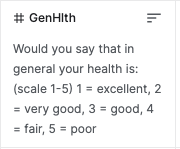 # GenHlth
Would you say that in
general your health is:
(scale 1-5) 1 = excellent, 2
= very good, 3 = good, 4
= fair, 5 = poor